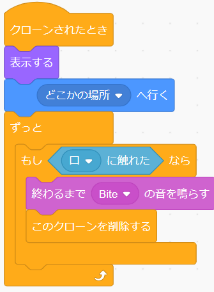 クローンされたとき
表示する
どこかの場所 へ行く
ずっと
もし 口 に触れた なら
終わるまで Bite の音を鳴らす
このクローンを削除する